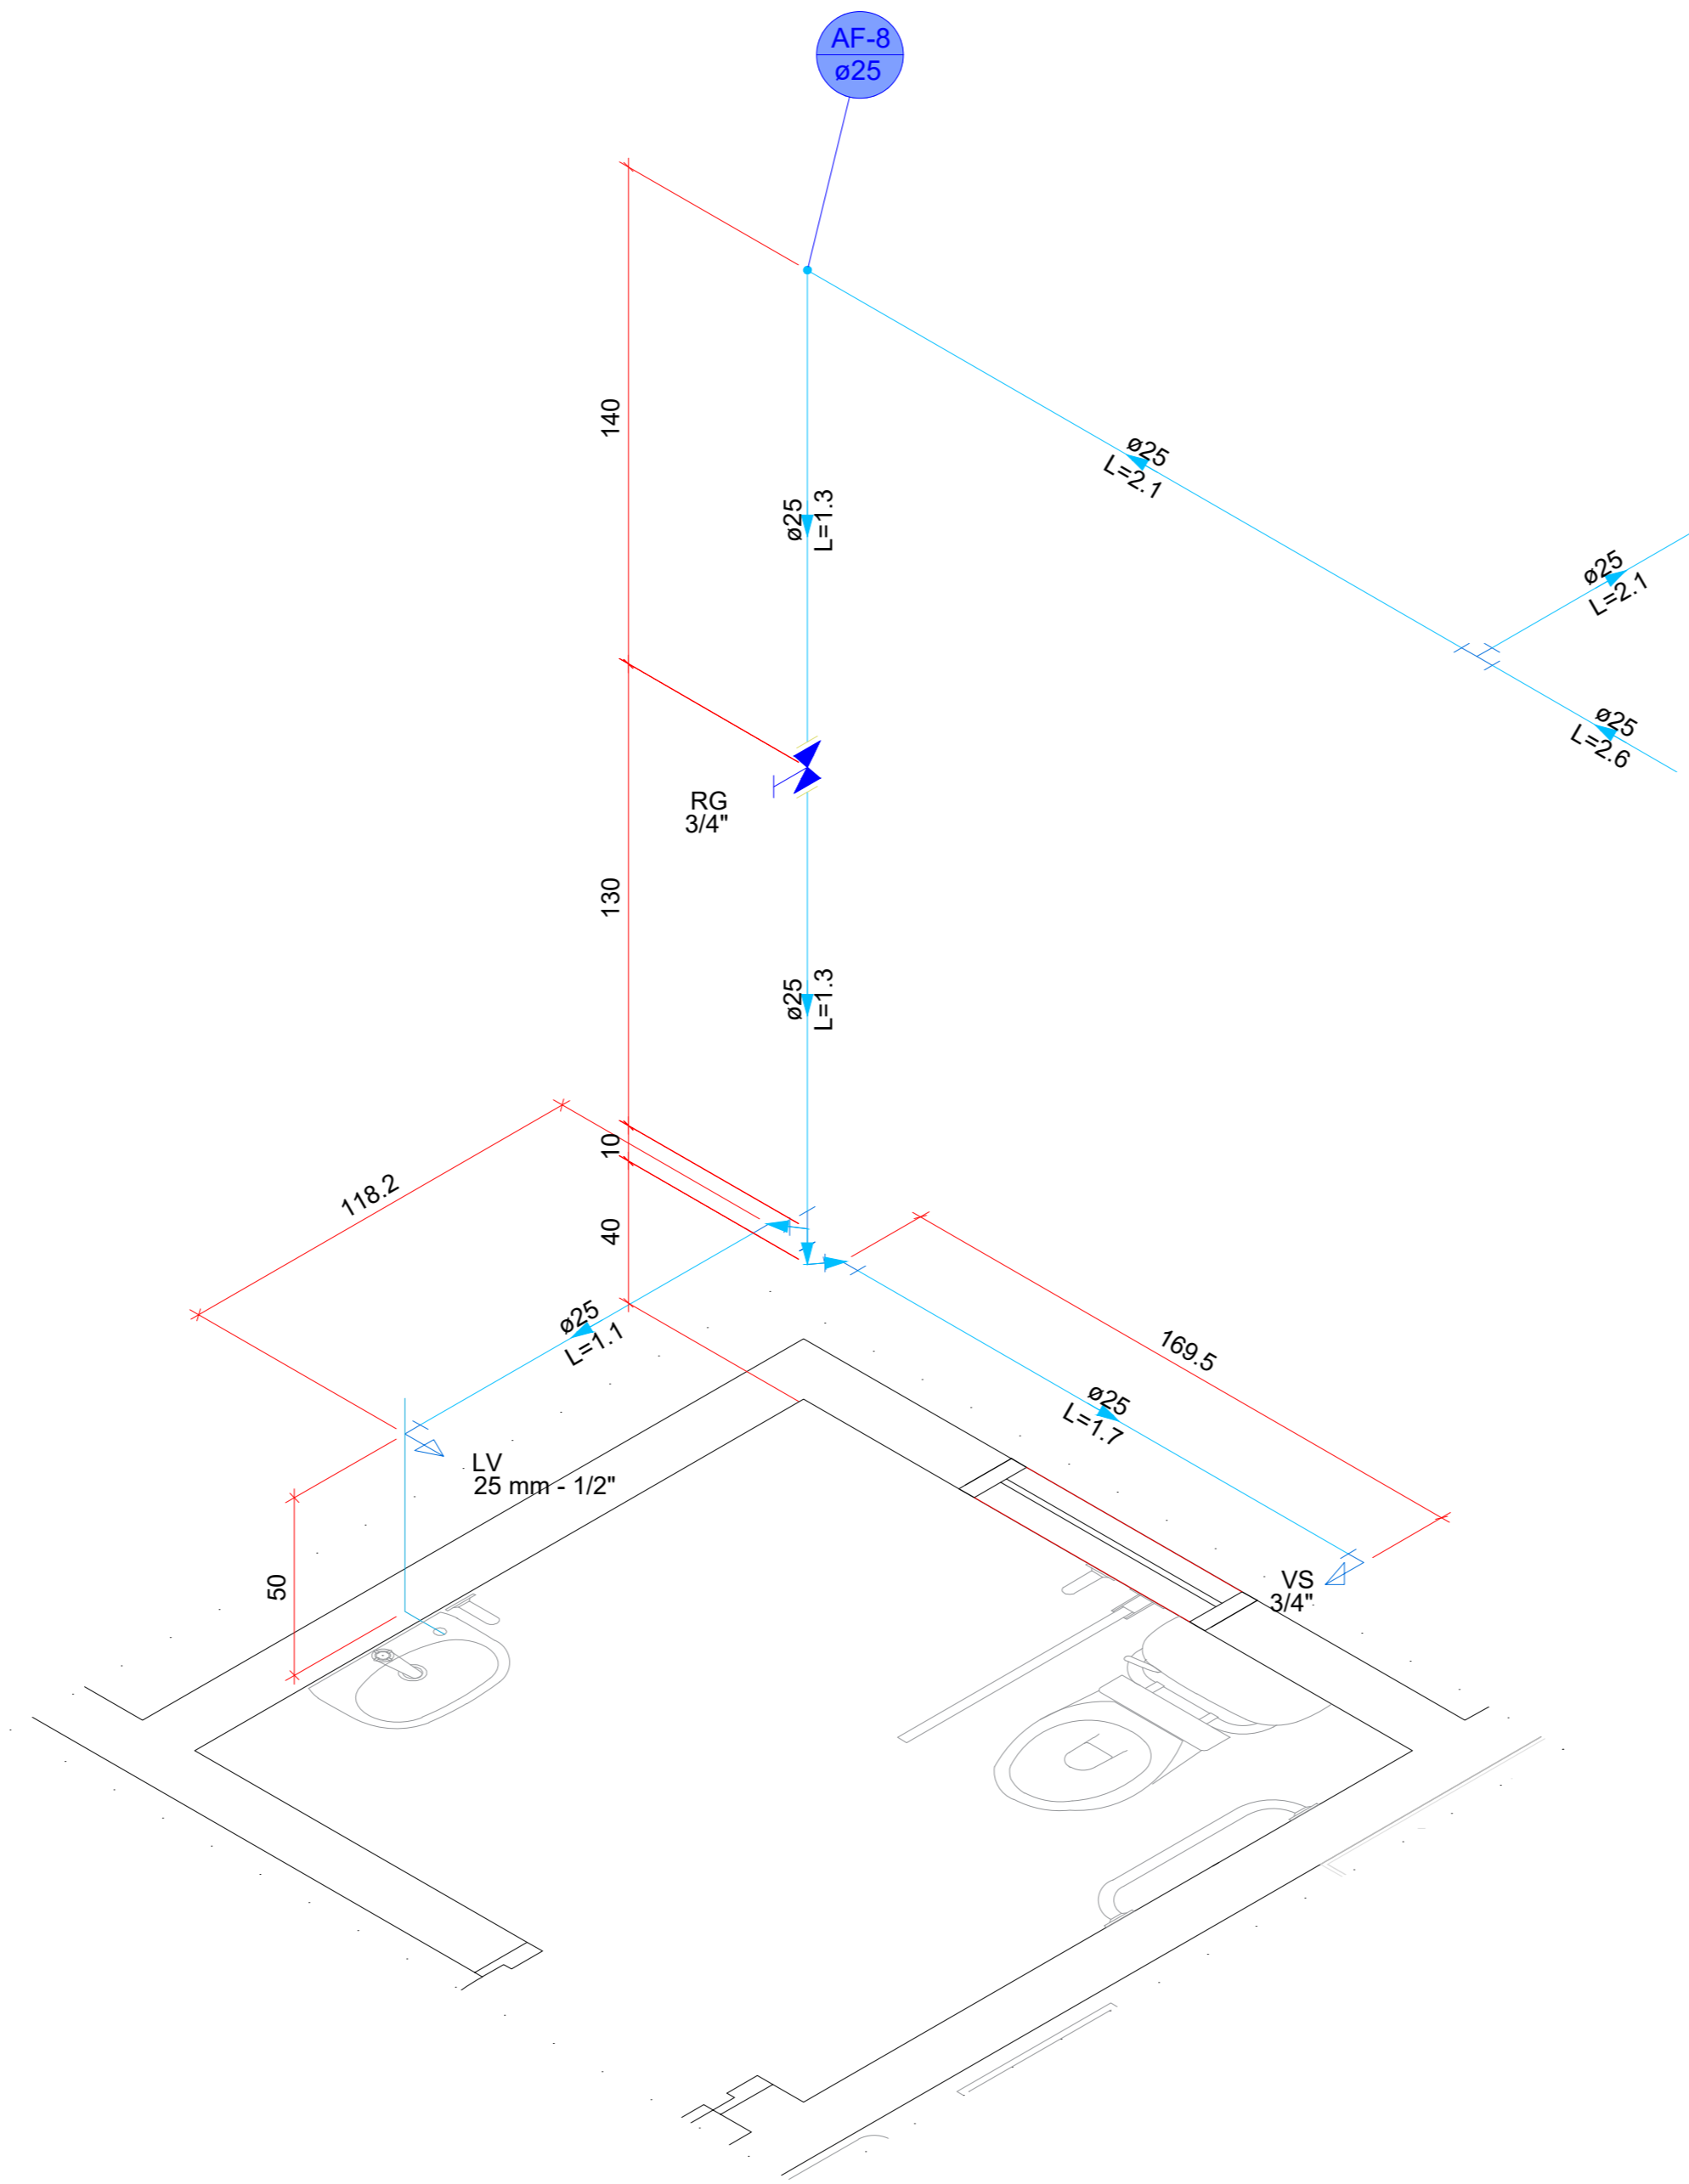 AF-8
ø25
140
ø25
L=2.1
ø25
L=1.3
ø25
L=2.1
ø25
L=2.6
RG
3/4"
130
ø25
L=1.3
10
118.2
40
ø25
L=1.1
169.5
ø25
L=1.7
LV
25 mm - 1/2"
50
VS
3/4"